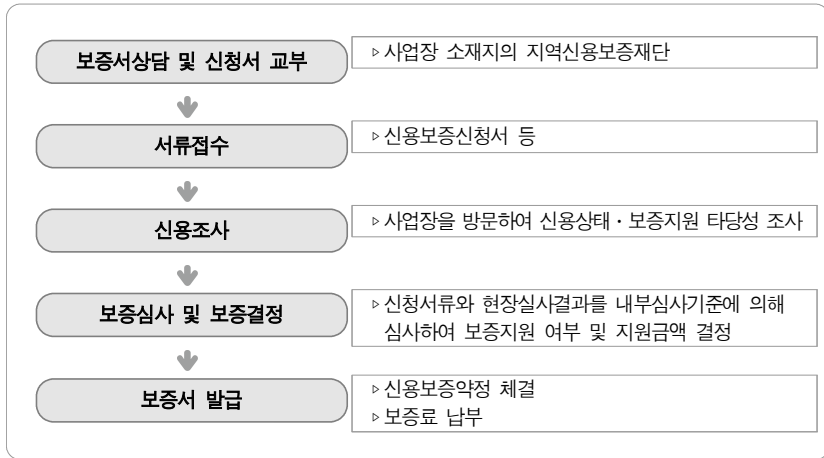 보증서상담 및 신청서 교부
▹사업장 소재지의 지역신용보증재단
서류접수
▹신용보증신청서 등
신용조사
▹사업장을 방문하여 신용상태・보증지원 타당성 조사
보증심사 및 보증결정
▹신청서류와 현장실사결과를 내부심사기준에 의해
심사하여 보증지원 여부 및 지원금액 결정
보증서 발급
▹신용보증약정 체결
▹보증료 납부